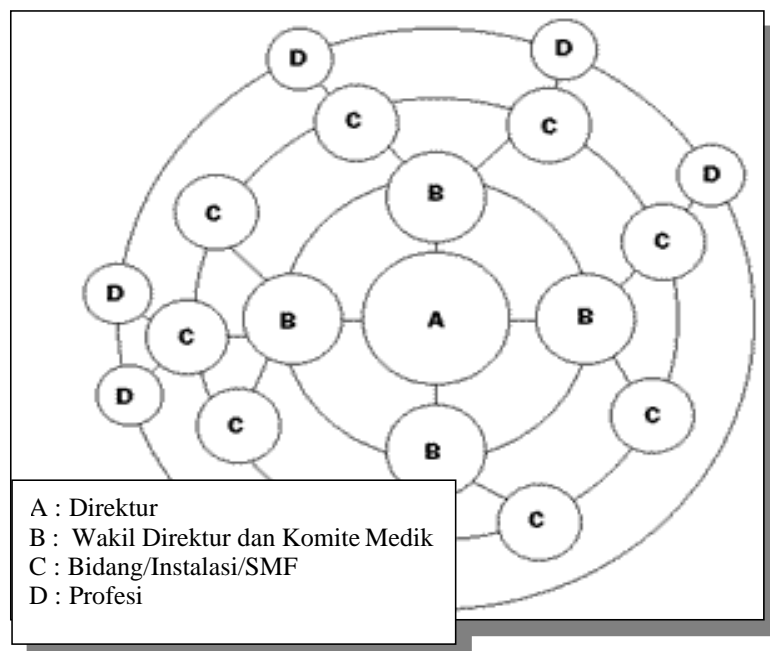 D
D
C
C
D
B
C
C
D
B
A
B
C
D
C
C
B
C
A : Direktur
B : Wakil Direktur dan Komite Medik
C : Bidang/Instalasi/SMF
D : Profesi